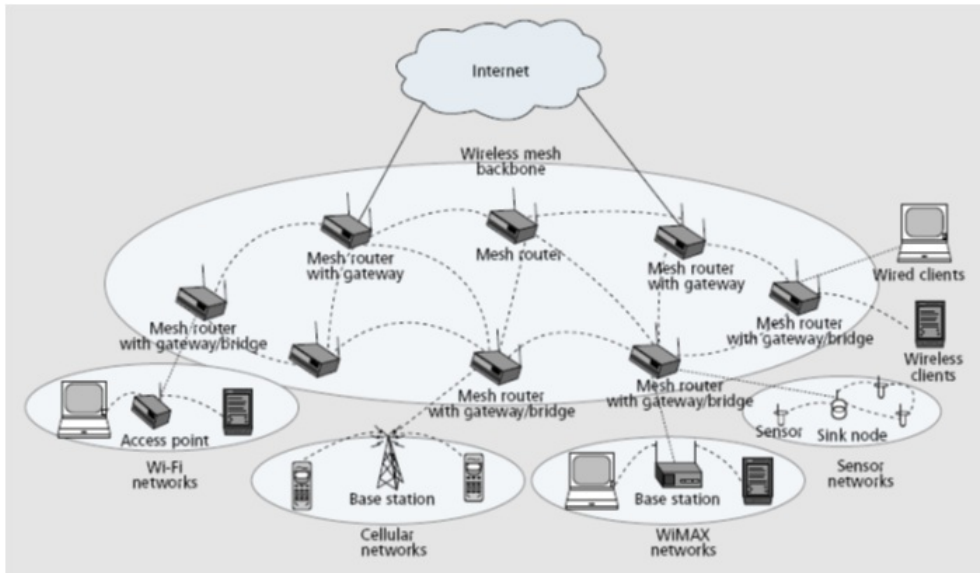 Internet
Wireless mesh
backbone
Mesh router
with gateway
Mesh router
Mesh router
with gateway
Wired clients
Mesh router
with gateway/bridge
Mesh router
with gateway/bridge
Wireless
clients
Mesh router
with gateway/bridge
Mesh router
with gateway/bridge
Access point
Wi-Fi
networks
Sensor
Sink node
Sensor
networks
Base station
Cellular
networks
Base station
WiMAX
networks